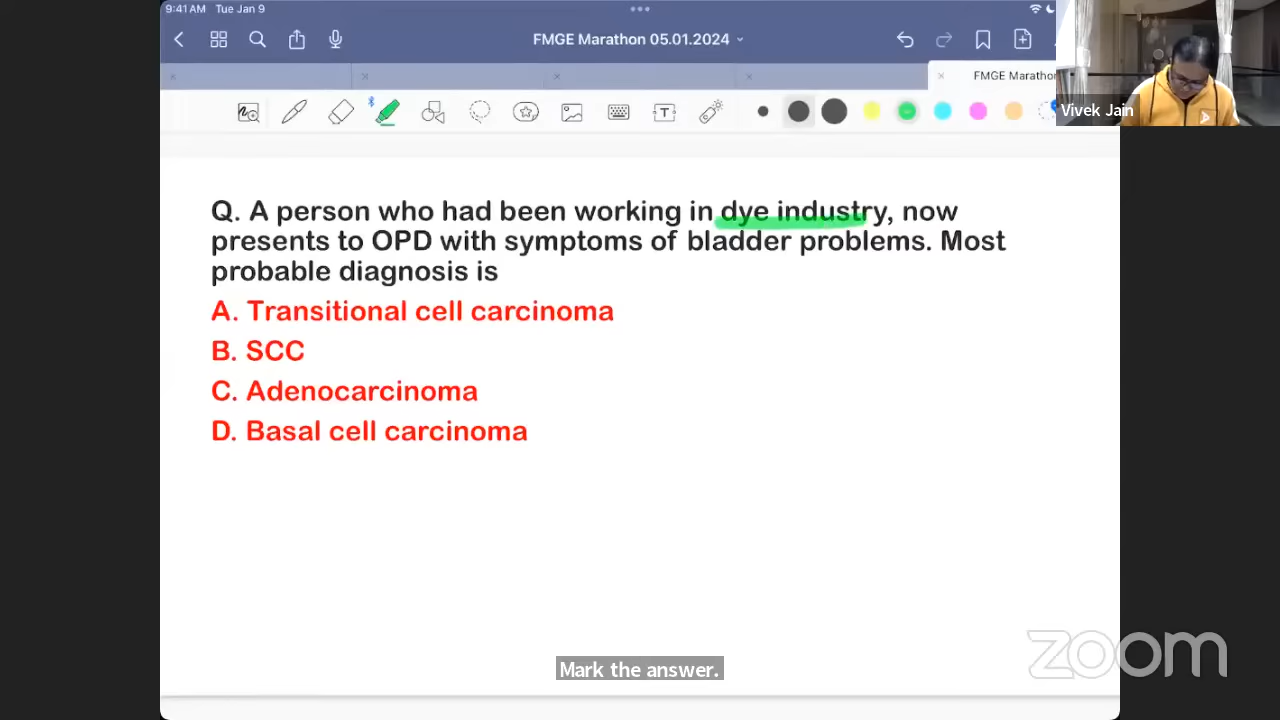 9:41 AM Tue Jan 9
FMGE Marathon 05.01.2024
FMGE Marathon
Vivek Jain
Q. A person who had been working in dye industry, now
presents to OPD with symptoms of bladder problems. Most
probable diagnosis is
A. Transitional cell carcinoma
B. SCC
C. Adenocarcinoma
D. Basal cell carcinoma
zoom
Mark the answer.